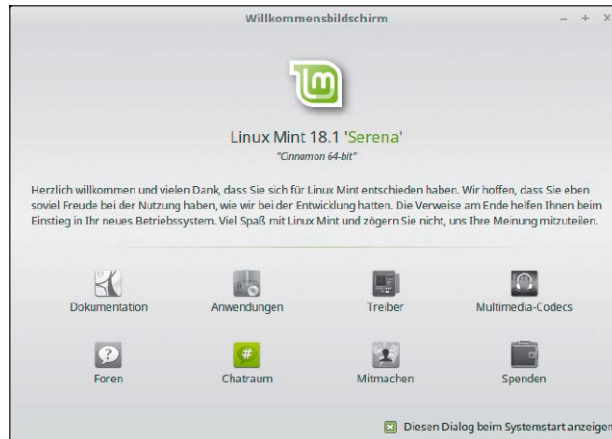 Willkommensbildschirm
Linux Mint 18.1 'Serena'
"Cinnamon 64-bit"
Herzlich willkommen und vielen Dank, dass Sie sich für Linux Mint entschieden haben. Wir hoffen, dass Sie eben
soviel Freude bei der Nutzung haben, wie wir bei der Entwicklung hatten. Die Verweise am Ende helfen Ihnen beim
Einstieg in Ihr neues Betriebssystem. Viel Spaß mit Linux Mint und zögern Sie nicht, uns Ihre Meinung mitzuteilen.
Dokumentation Anwendungen Treiber Multimedia-Codecs
Foren Chatraum Mitmachen Spenden
Diesen Dialog beim Systemstart anzeigen